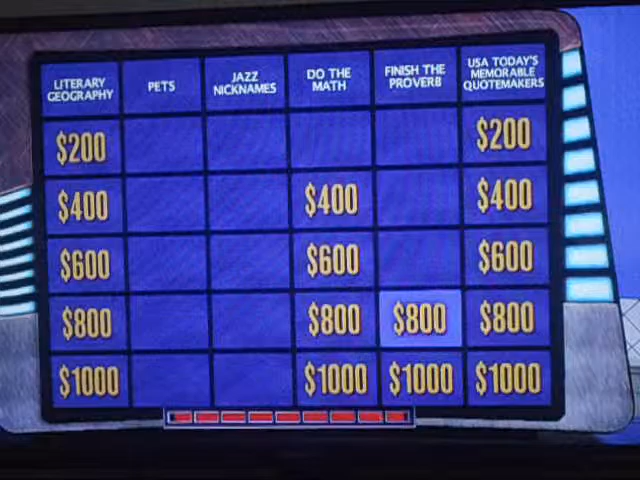 LITERARY
GEOGRAPHY
PETS
JAZZ
NICKNAMES
DO THE
MATH
FINISH THE
PROVERB
USA TODAY'S
MEMORABLE
QUOTEMAKERS
$200
$200
$400
$400
$400
$600
$600
$600
$800
$800
$800
$800
$1000
$1000
$1000
$1000